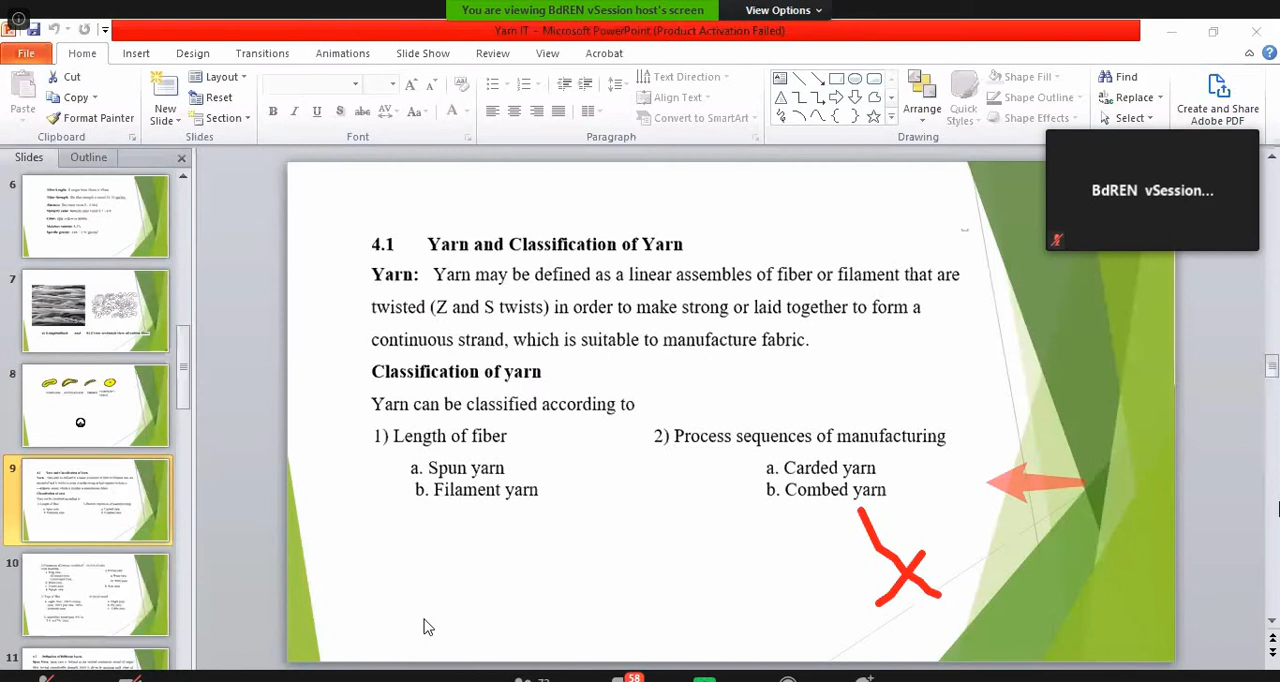 You are viewing BdREN vSession host's screen
View Options
Yarn IT - Microsoft PowerPoint (Product Activation Failed)
File Home Insert Design Transitions Animations Slide Show Review View Acrobat
Cut
Copy
Format Painter
Paste
Clipboard
New Slide
Layout
Reset
Section
Slides
Font
Text Direction
Align Text
Convert to SmartArt
Paragraph
Arrange
Quick Styles
Shape Fill
Shape Outline
Shape Effects
Drawing
Find
Replace
Select
Create and Share Adobe PDF
Slides Outline
6
7
8
9
10
11
BdREN vSession...
4.1 Yarn and Classification of Yarn
Yarn: Yarn may be defined as a linear assembles of fiber or filament that are
twisted (Z and S twists) in order to make strong or laid together to form a
continuous strand, which is suitable to manufacture fabric.
Classification of yarn
Yarn can be classified according to
1) Length of fiber
a. Spun yarn
b. Filament yarn
2) Process sequences of manufacturing
a. Carded yarn
b. Combed yarn
58